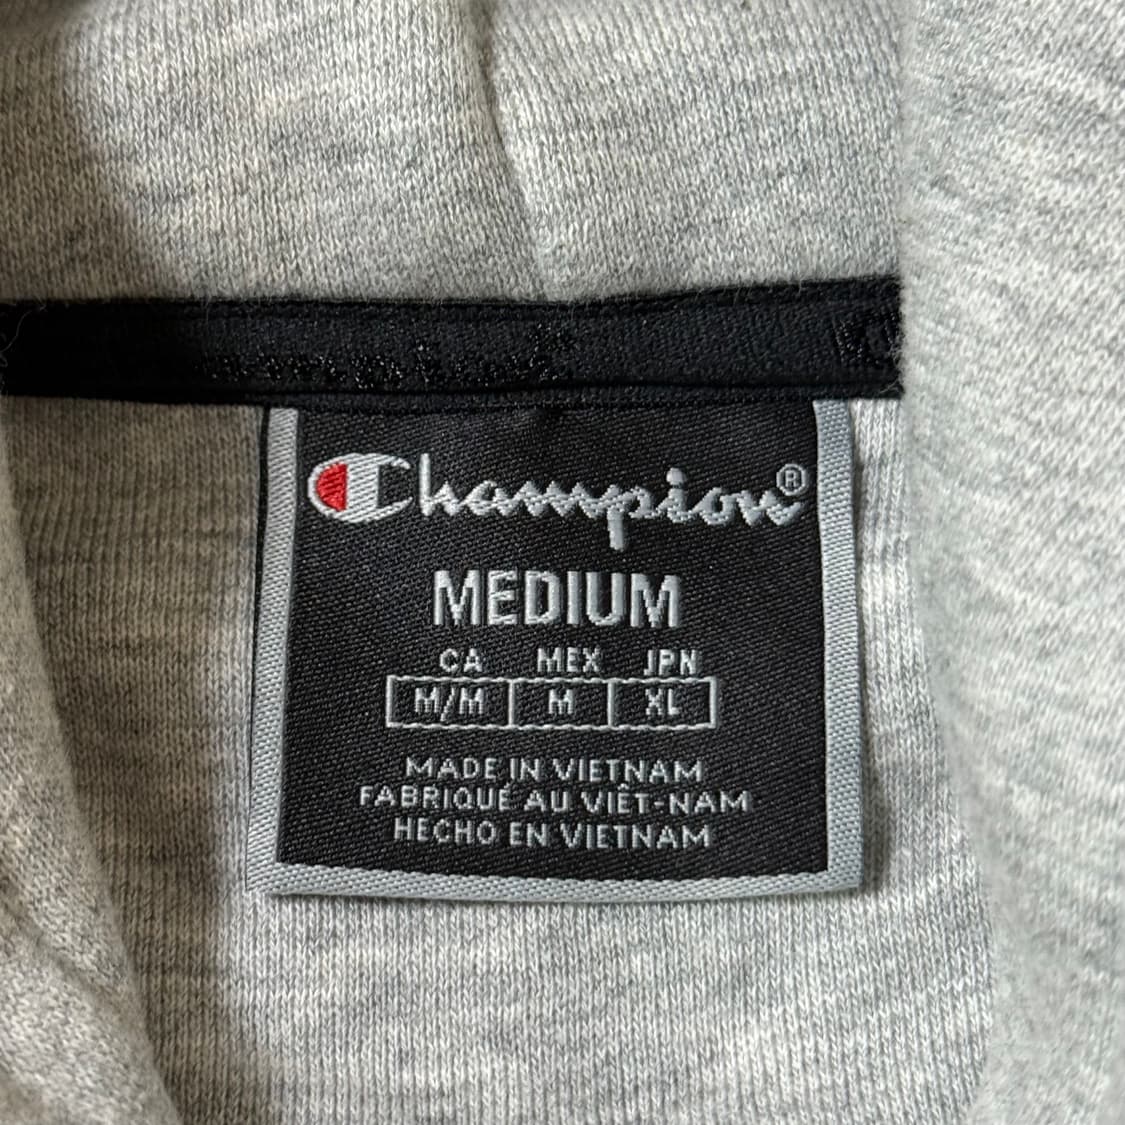 Champion®
MEDIUM
CA MEX JPN
M/M M XL
MADE IN VIETNAM
FABRIQUÉ AU VIÊT-NAM
HECHO EN VIETNAM